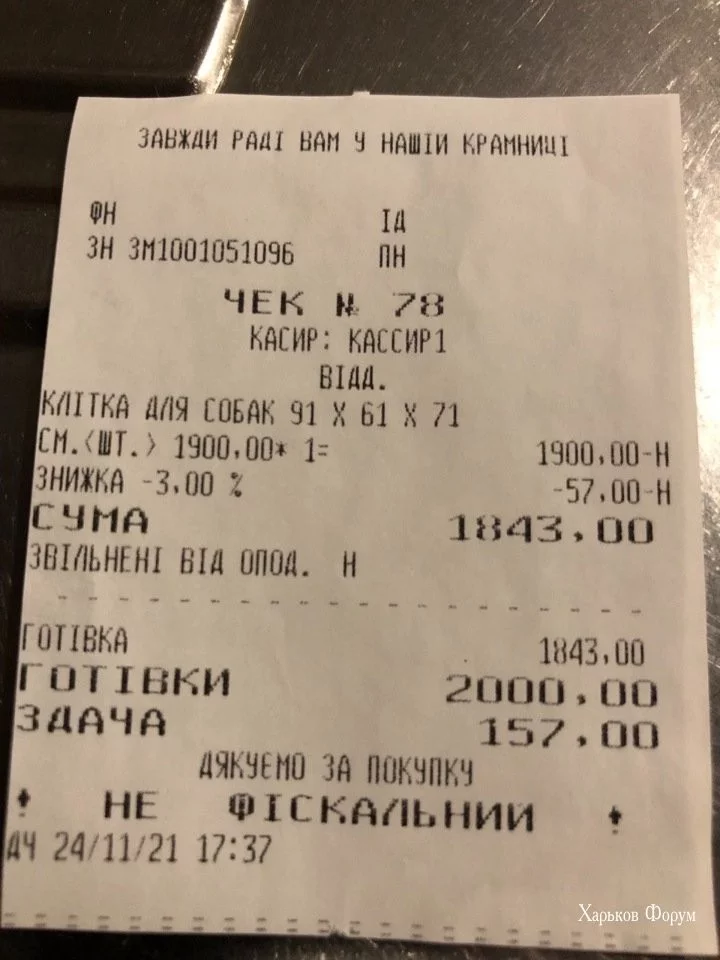 ЗАВЖДИ РАДІ ВАМ У НАШІЙ КРАМНИЦІ
ФН ІД
ЗН ЗМ1001051096 ПН
ЧЕК № 78
КАСИР: КАССИР1
ВІДД.
КЛІТКА ДЛЯ СОБАК 91 Х 61 Х 71
СМ.<ШТ.> 1900,00* 1= 1900,00-Н
ЗНИЖКА -3,00 % -57,00-Н
СУМА 1843,00
ЗВІЛЬНЕНІ ВІД ОПОД. Н
ГОТІВКА 1843,00
ГОТІВКИ 2000,00
ЗДАЧА 157,00
ДЯКУЄМО ЗА ПОКУПКУ
! НЕ ФІСКАЛЬНИЙ !
ДЧ 24/11/21 17:37
Харьков Форум